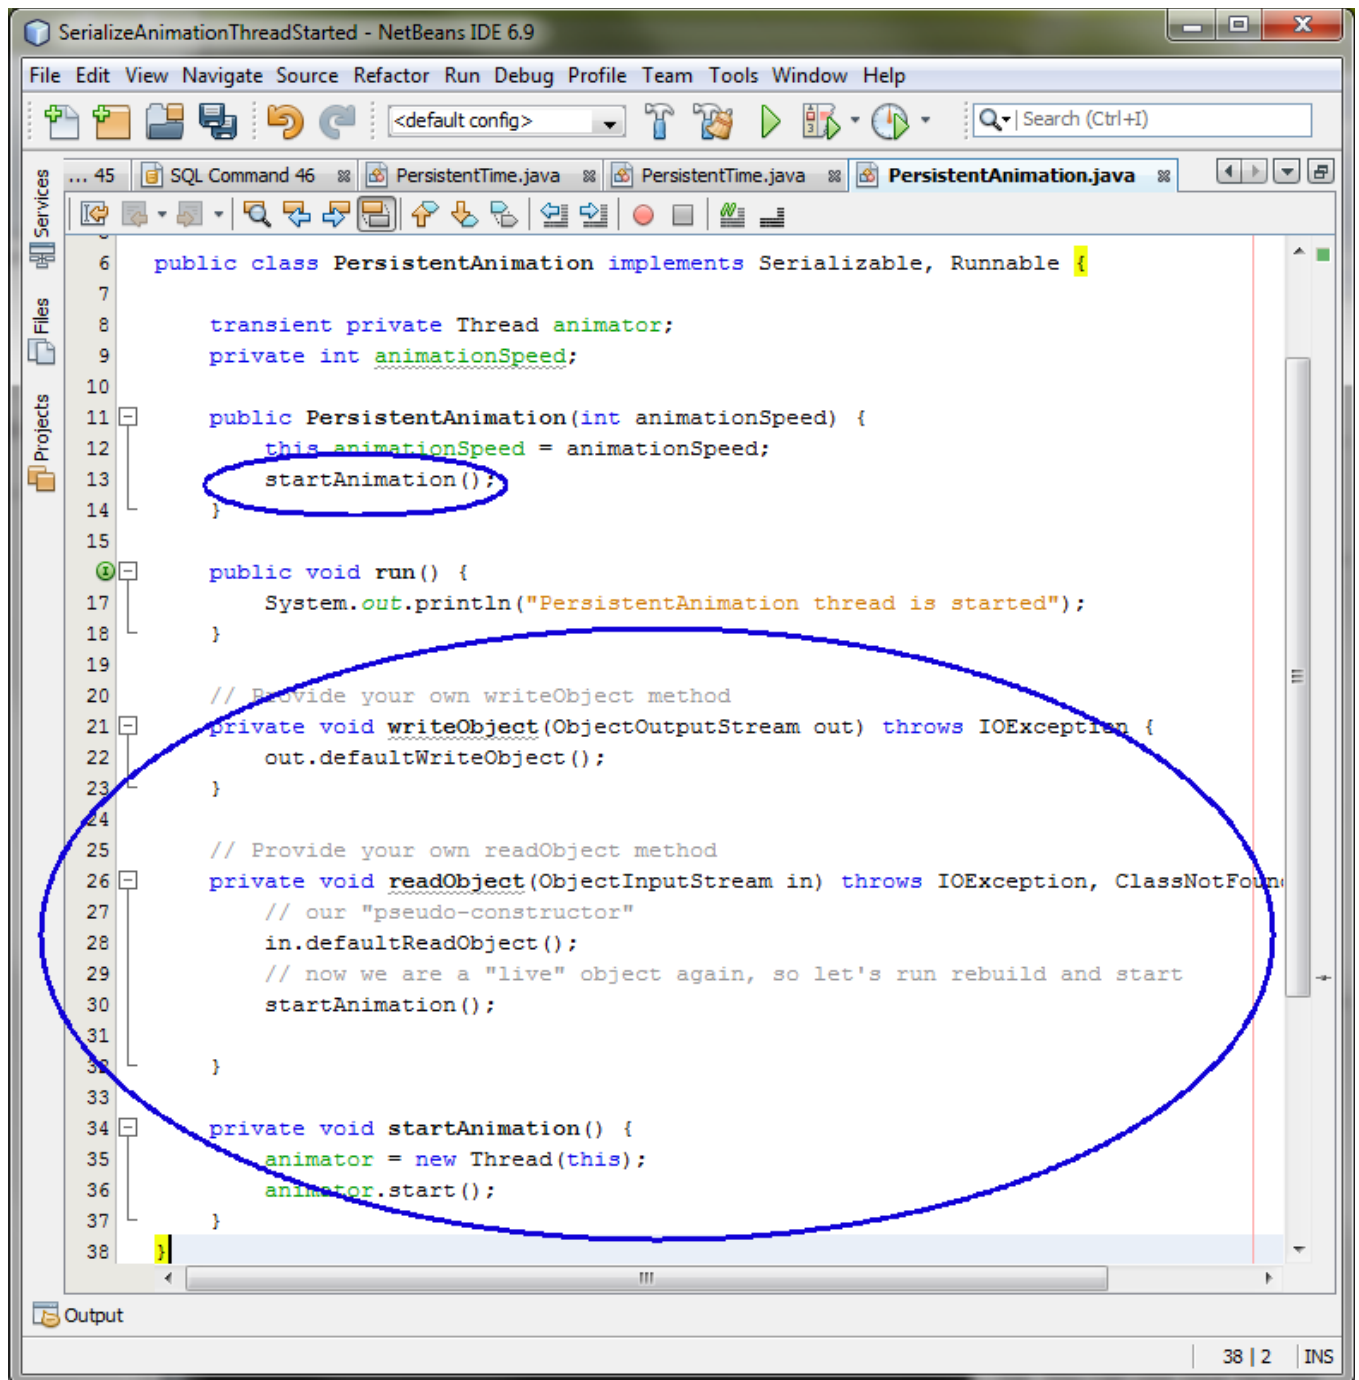 SerializeAnimationThreadStarted - NetBeans IDE 6.9
File Edit View Navigate Source Refactor Run Debug Profile Team Tools Window Help
<default config> Search (Ctrl+I)
... 45 SQL Command 46 PersistentTime.java PersistentTime.java PersistentAnimation.java
Services
Files
Projects
6 public class PersistentAnimation implements Serializable, Runnable {
7
8 transient private Thread animator;
9 private int animationSpeed;
10
11 public PersistentAnimation(int animationSpeed) {
12 this.animationSpeed = animationSpeed;
13 startAnimation();
14 }
15
public void run() {
17 System.out.println("PersistentAnimation thread is started");
18 }
19
20 // Provide your own writeObject method
21 private void writeObject(ObjectOutputStream out) throws IOException {
22 out.defaultWriteObject();
23 }
24
25 // Provide your own readObject method
26 private void readObject(ObjectInputStream in) throws IOException, ClassNotFoun
27 // our "pseudo-constructor"
28 in.defaultReadObject();
29 // now we are a "live" object again, so let's run rebuild and start
30 startAnimation();
31
32 }
33
34 private void startAnimation() {
35 animator = new Thread(this);
36 animator.start();
37 }
38 }
Output
38 | 2 INS